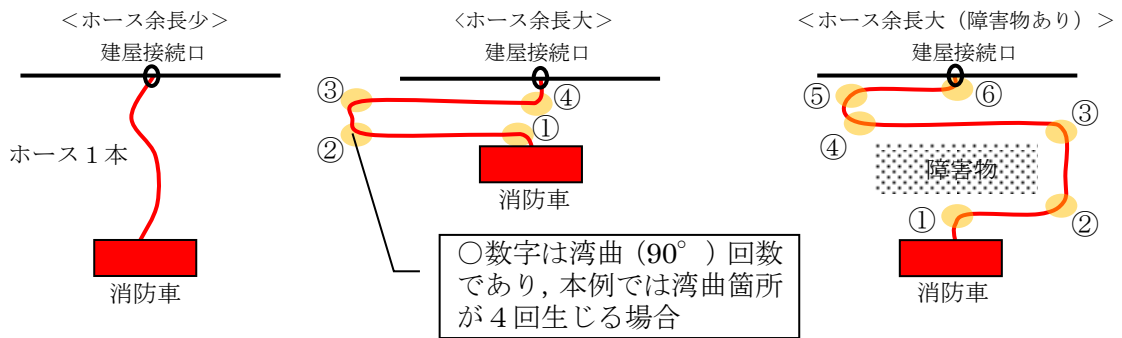 ＜ホース余長少＞
建屋接続口
ホース１本
消防車
＜ホース余長大＞
建屋接続口
③
④
①
②
消防車
○数字は湾曲（90°）回数
であり，本例では湾曲箇所
が４回生じる場合
＜ホース余長大（障害物あり）＞
建屋接続口
⑤
⑥
③
④
障害物
①
②
消防車